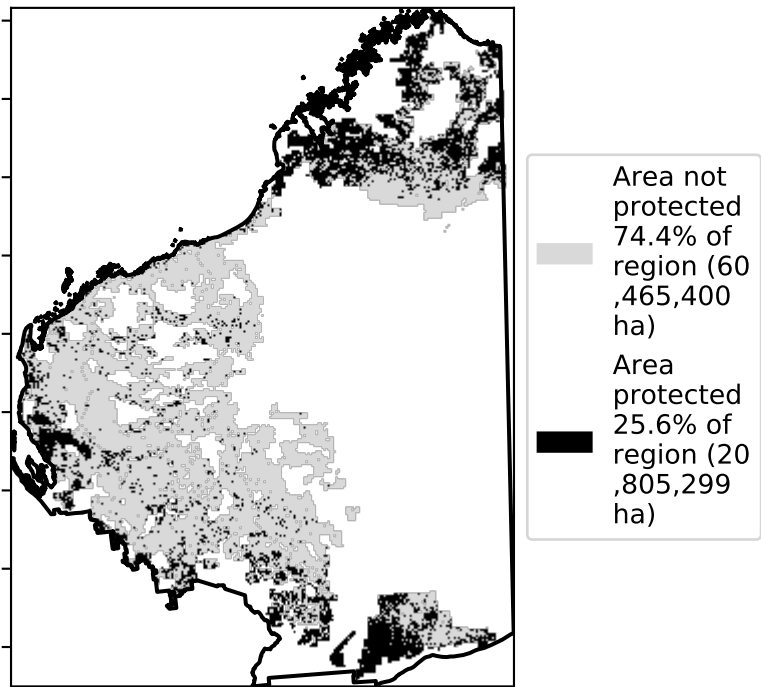 Area not
protected
74.4% of
region (60
,465,400
ha)
Area
protected
25.6% of
region (20
,805,299
ha)